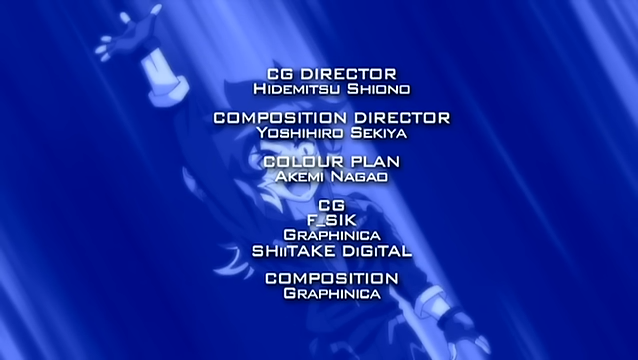 CG DIRECTOR
HIDEMITSU SHIONO
COMPOSITION DIRECTOR
YOSHIHIRO SEKIYA
COLOUR PLAN
AKEMI NAGAO
CG
F_SIK
GRAPHINICA
SHiiTAKE DiGiTAL
COMPOSITION
GRAPHINICA